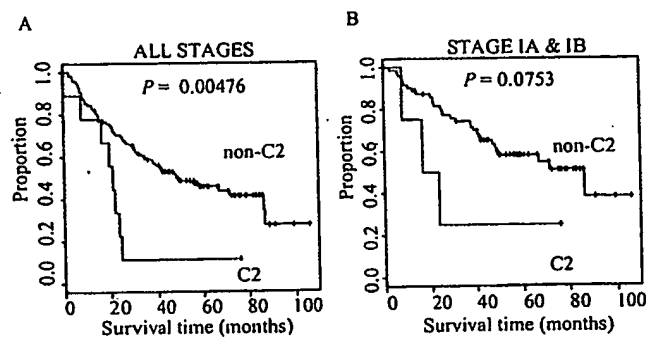 A
ALL STAGES
P = 0.00476
non-C2
C2
Proportion
0.0 0.2 0.4 0.6 0.8 1.0
0 20 40 60 80 100
Survival time (months)
B
STAGE IA & IB
P = 0.0753
non-C2
C2
Proportion
0.0 0.2 0.4 0.6 0.8 1.0
0 20 40 60 80 100
Survival time (months)